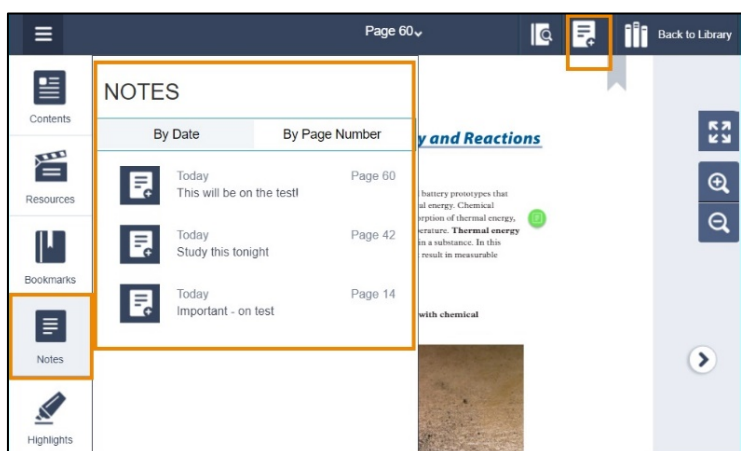 Page 60
Back to Library
Contents
Resources
Bookmarks
Notes
Highlights
NOTES
By Date By Page Number
Today Page 60
This will be on the test!
Today Page 42
Study this tonight
Today Page 14
Important - on test
y and Reactions
battery prototypes that
al energy. Chemical
orption of thermal energy,
perature. Thermal energy
in a substance. In this
result in measurable
with chemical